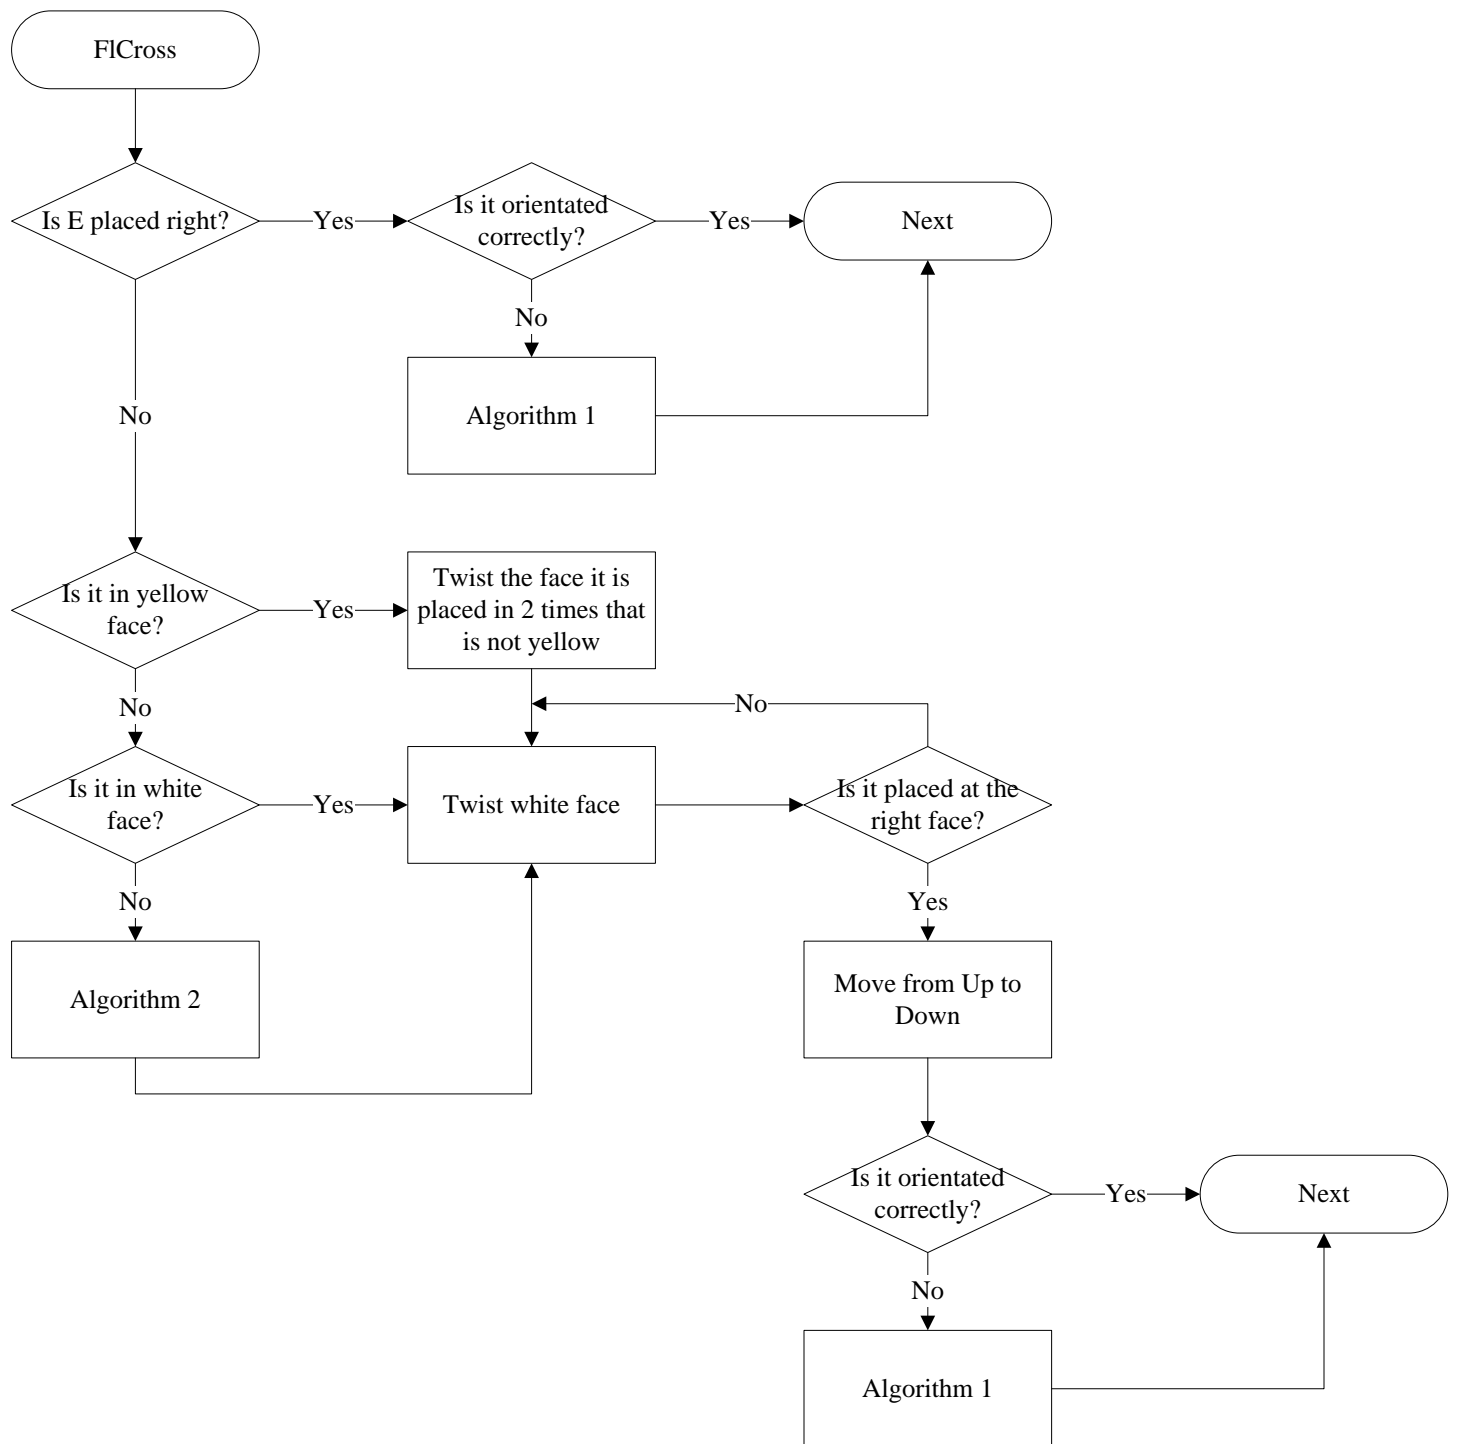 FlCross
Is E placed right?
Yes
Is it orientated
correctly?
Yes
Next
No
Algorithm 1
No
Is it in yellow
face?
Yes
Twist the face it is
placed in 2 times that
is not yellow
No
No
Is it in white
face?
Yes
Twist white face
Is it placed at the
right face?
No
Yes
Algorithm 2
Move from Up to
Down
Is it orientated
correctly?
Yes
Next
No
Algorithm 1